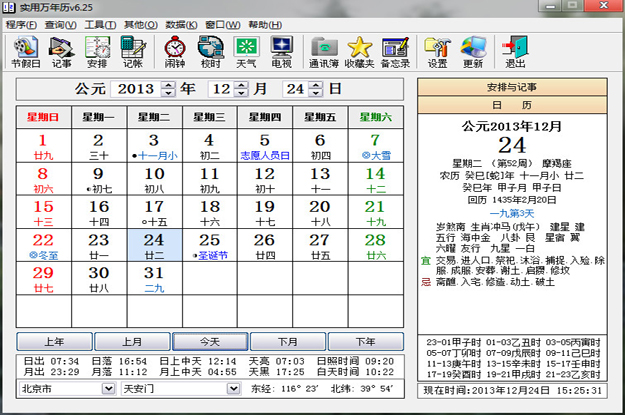 实用万年历v6.25
程序(F) 查询(V) 工具(T) 其他(O) 数据(K) 窗口(W) 帮助(H)
节假日 记事 安排 记帐 闹钟 校时 天气 电视 通讯簿 收藏夹 备忘录 设置 更新 退出
公元 2013 年 12 月 24 日
星期日 星期一 星期二 星期三 星期四 星期五 星期六
1 2 3 4 5 6 7
廿九 三十 十一月小 初二 志愿人员日 初四 大雪
8 9 10 11 12 13 14
初六 初七 初八 初九 初十 十一 十二
15 16 17 18 19 20 21
十三 十四 十五 十六 十七 十八 十九
22 23 24 25 26 27 28
冬至 廿一 廿二 圣诞节 廿四 廿五 廿六
29 30 31
廿七 廿八 二九
上年 上月 今天 下月 下年
日出 07:34 日落 16:54 日上中天 12:14 天亮 07:03 日照时间 09:20
月出 23:29 月落 11:12 月上中天 04:55 天黑 17:25 白天时间 10:22
北京市 天安门 东经: 116° 23′ 北纬: 39° 54′
安排与记事
日 历
公元2013年12月
24
星期二 (第52周) 摩羯座
农历 癸巳[蛇]年 十一月小 廿二
癸巳年 甲子月 甲子日
回历 1435年2月20日
一九第3天
岁煞南 生肖冲马(戊午) 建星 建
五行 海中金 八卦 艮 星宿 翼
六曜 友行 九星 一白
宜 交易.进人口.祭祀.沐浴.捕捉.入殓.除
服.成服.安葬.谢土.启攒.修坟
忌 斋醮.入宅.修造.动土.破土
23-01甲子时 01-03乙丑时 03-05丙寅时
05-07丁卯时 07-09戊辰时 09-11己巳时
11-13庚午时 13-15辛未时 15-17壬申时
17-19癸酉时 19-21甲戌时 21-23乙亥时
现在时间:2013年12月24日 15:25:31